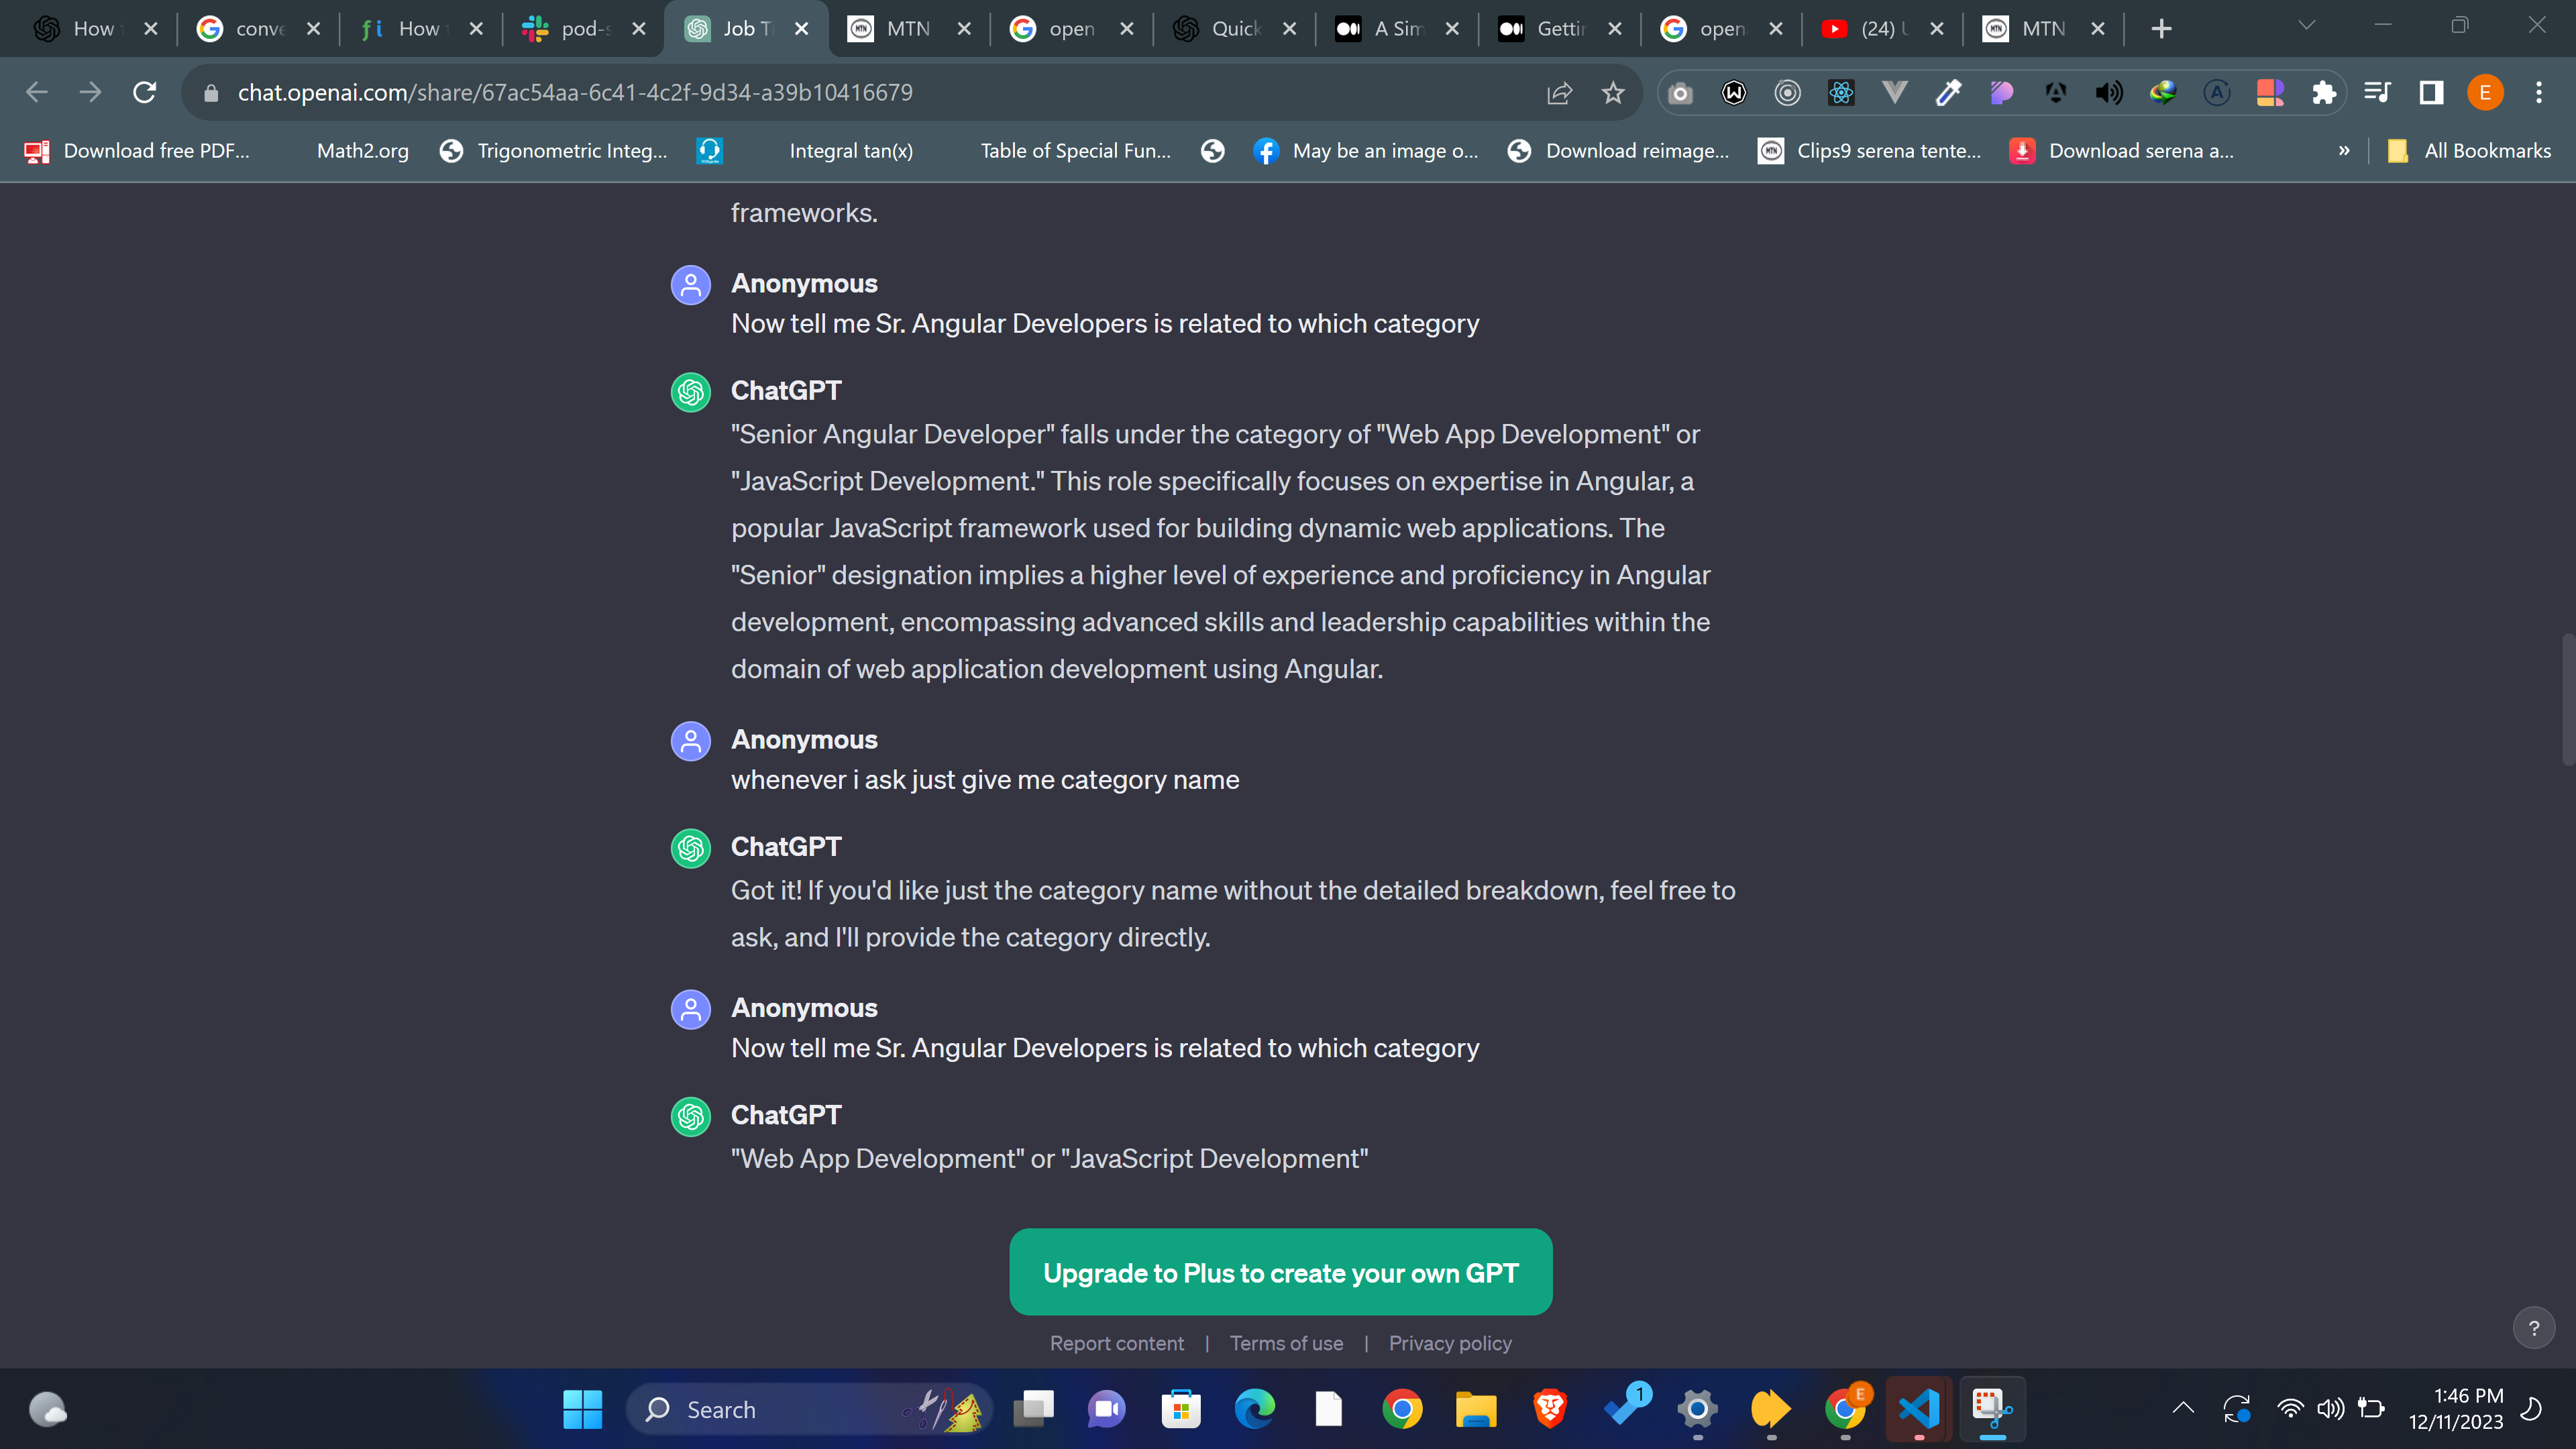 How
conve
How
pod-s
Job Ti
MTN
open
Quick
A Sim
Gettin
open
(24) U
MTN
chat.openai.com/share/67ac54aa-6c41-4c2f-9d34-a39b10416679
E
Download free PDF...
Math2.org
Trigonometric Integ...
Integral tan(x)
Table of Special Fun...
May be an image o...
Download reimage...
Clips9 serena tente...
Download serena a...
»
All Bookmarks
frameworks.
Anonymous
Now tell me Sr. Angular Developers is related to which category
ChatGPT
"Senior Angular Developer" falls under the category of "Web App Development" or
"JavaScript Development." This role specifically focuses on expertise in Angular, a
popular JavaScript framework used for building dynamic web applications. The
"Senior" designation implies a higher level of experience and proficiency in Angular
development, encompassing advanced skills and leadership capabilities within the
domain of web application development using Angular.
Anonymous
whenever i ask just give me category name
ChatGPT
Got it! If you'd like just the category name without the detailed breakdown, feel free to
ask, and I'll provide the category directly.
Anonymous
Now tell me Sr. Angular Developers is related to which category
ChatGPT
"Web App Development" or "JavaScript Development"
Upgrade to Plus to create your own GPT
Report content | Terms of use | Privacy policy
?
Search
1
E
1:46 PM
12/11/2023